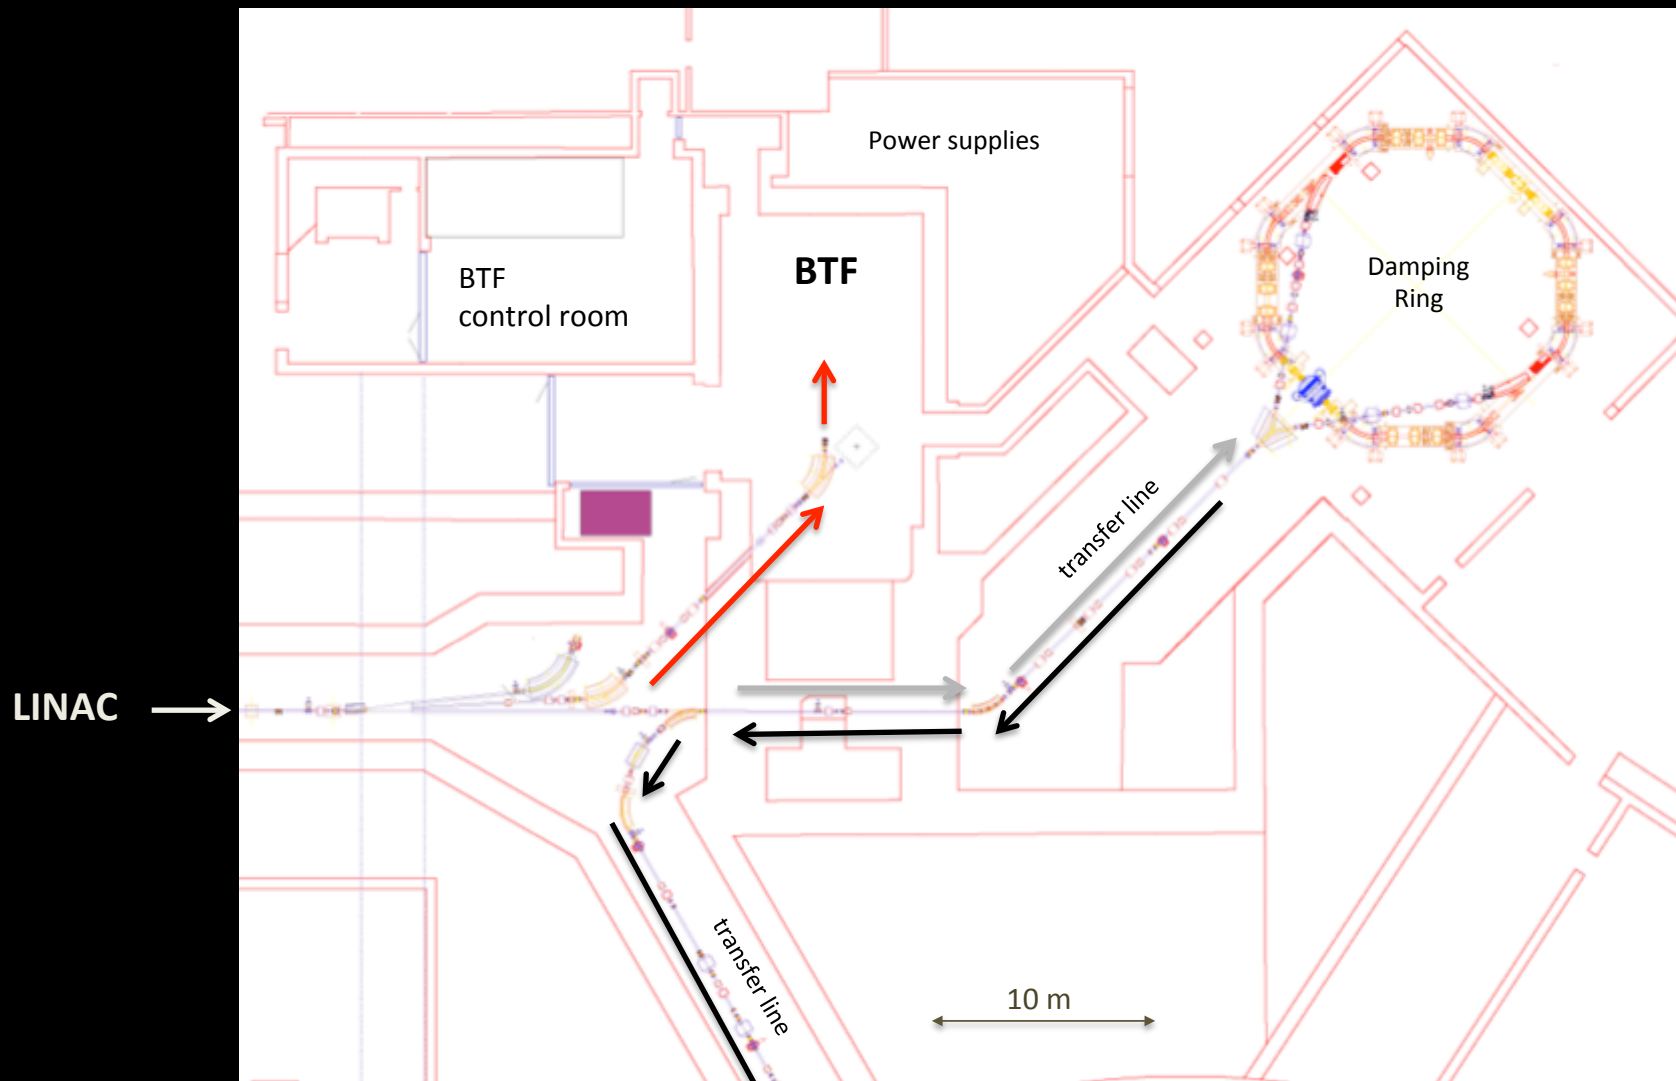 Power supplies
BTF
control room
BTF
Damping
Ring
transfer line
LINAC
transfer line
10 m